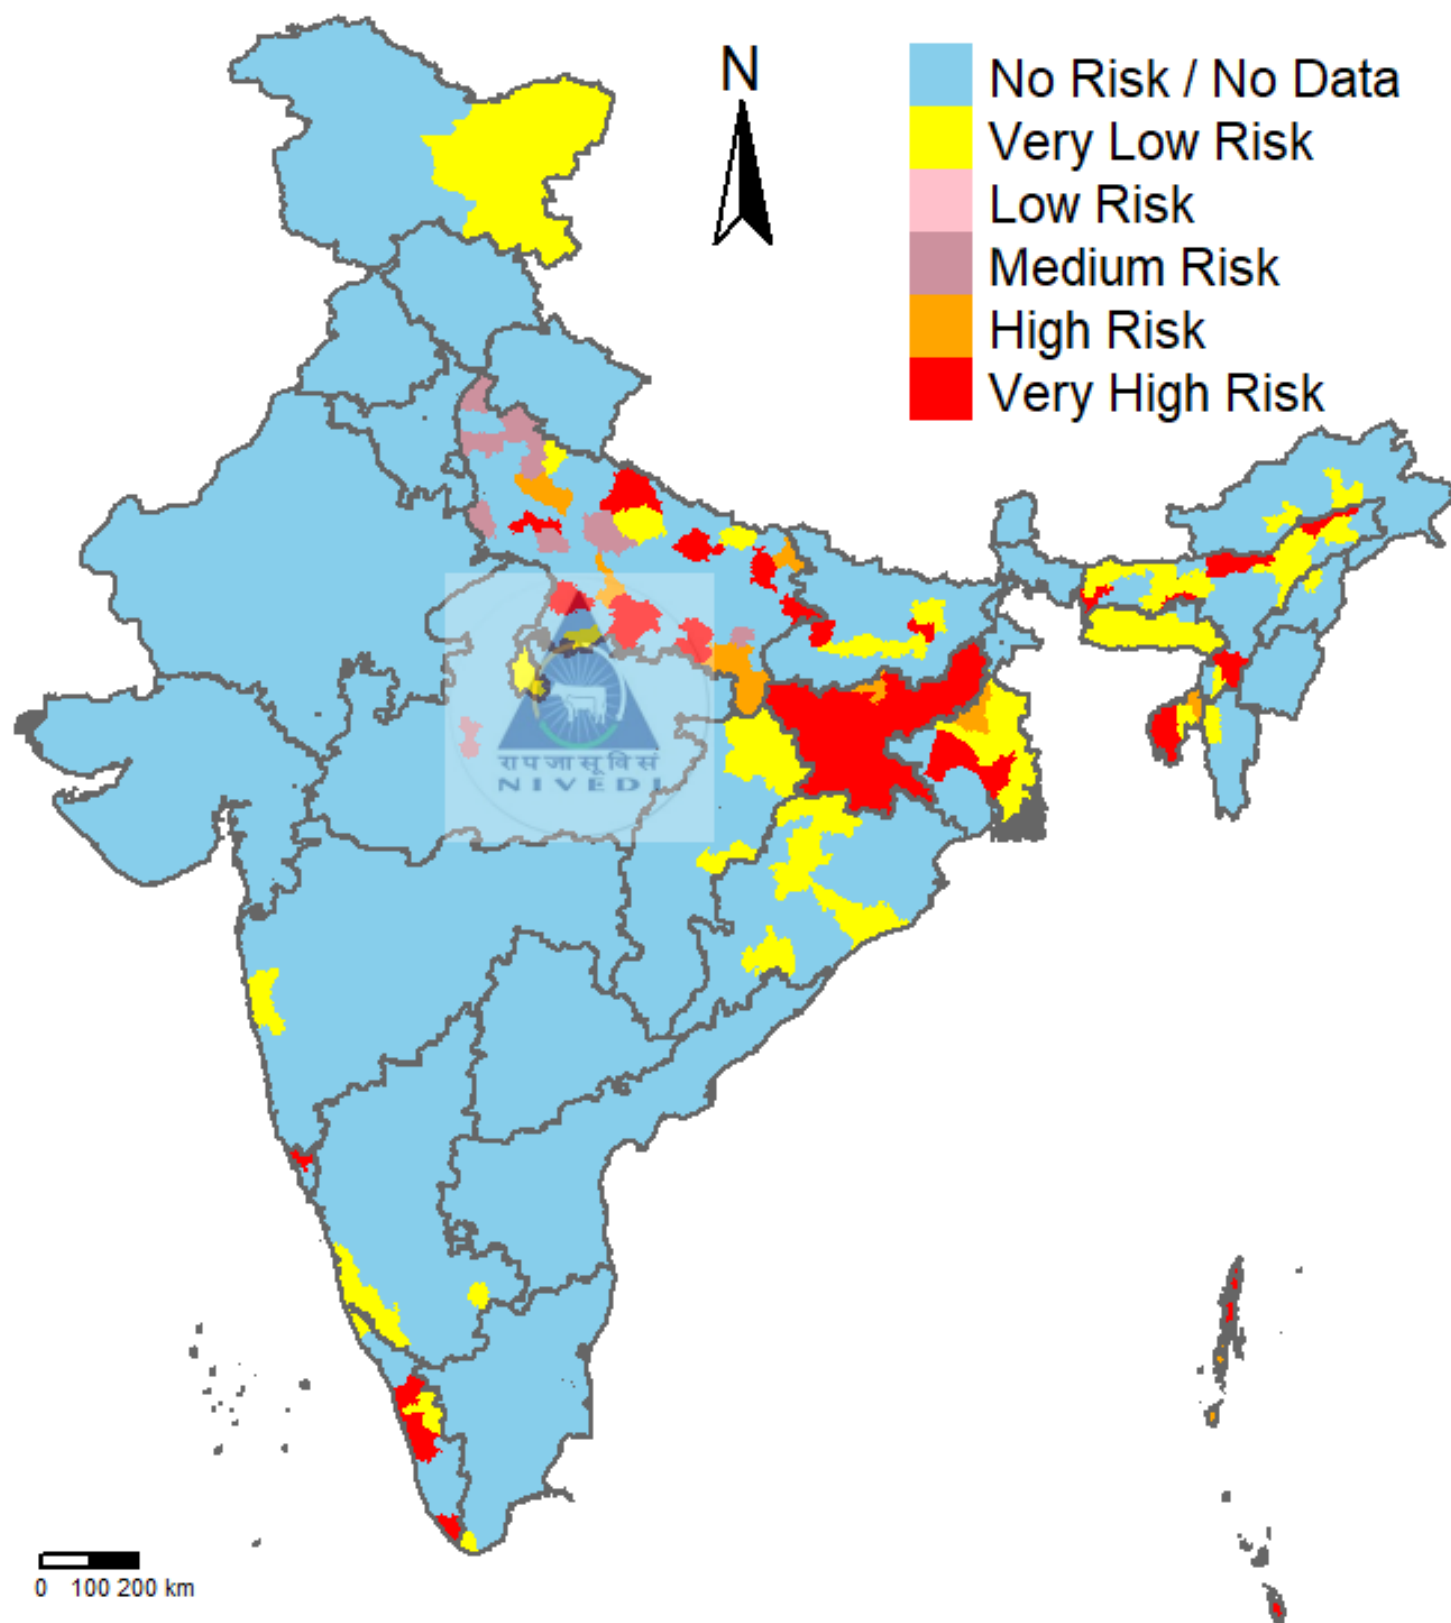 N
No Risk / No Data
Very Low Risk
Low Risk
Medium Risk
High Risk
Very High Risk
रा प जा सू वि सं
NIVEDI
0 100 200 km